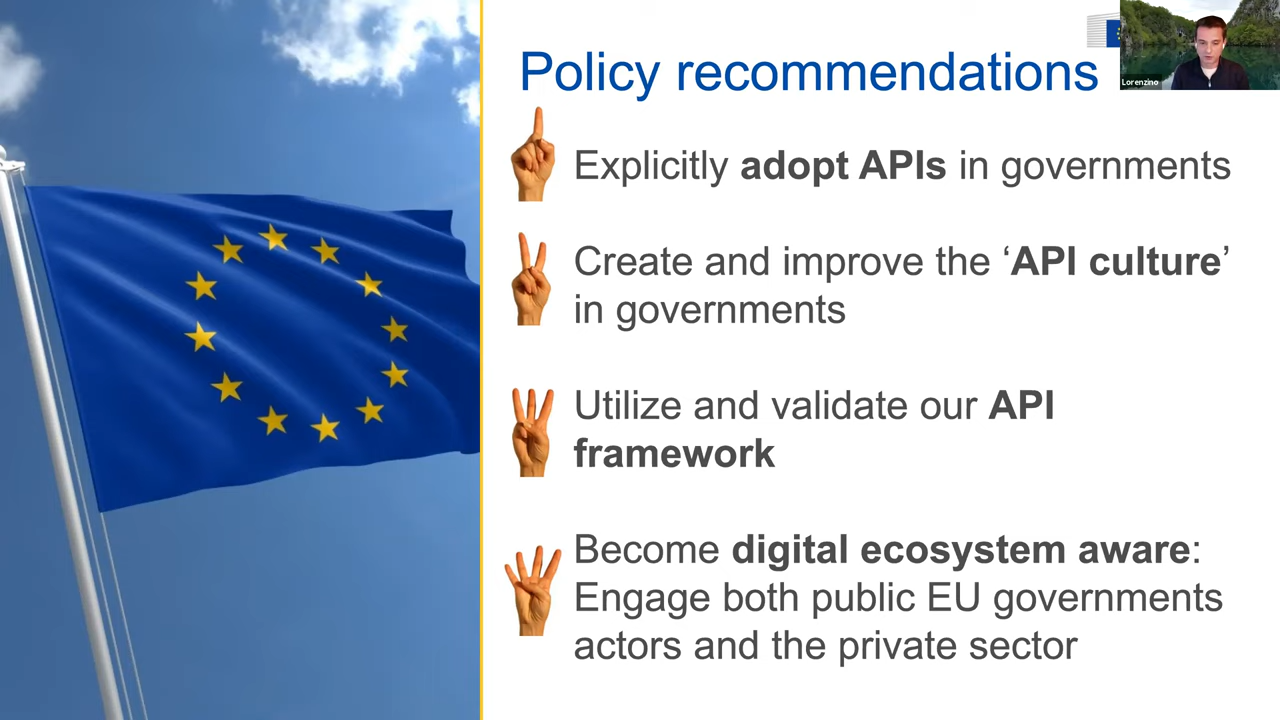 Policy recommendations
Lorenzino
Explicitly adopt APIs in governments
Create and improve the ‘API culture’
in governments
Utilize and validate our API
framework
Become digital ecosystem aware:
Engage both public EU governments
actors and the private sector